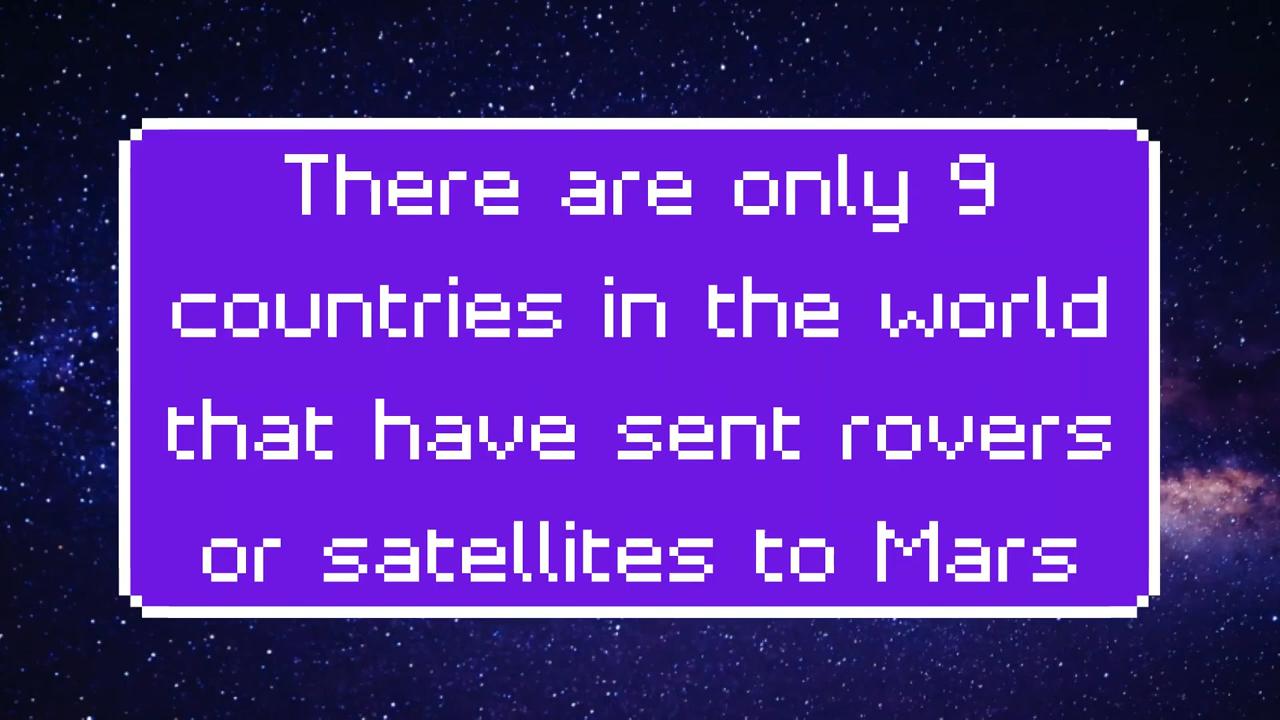 There are only 9
countries in the world
that have sent rovers
or satellites to Mars